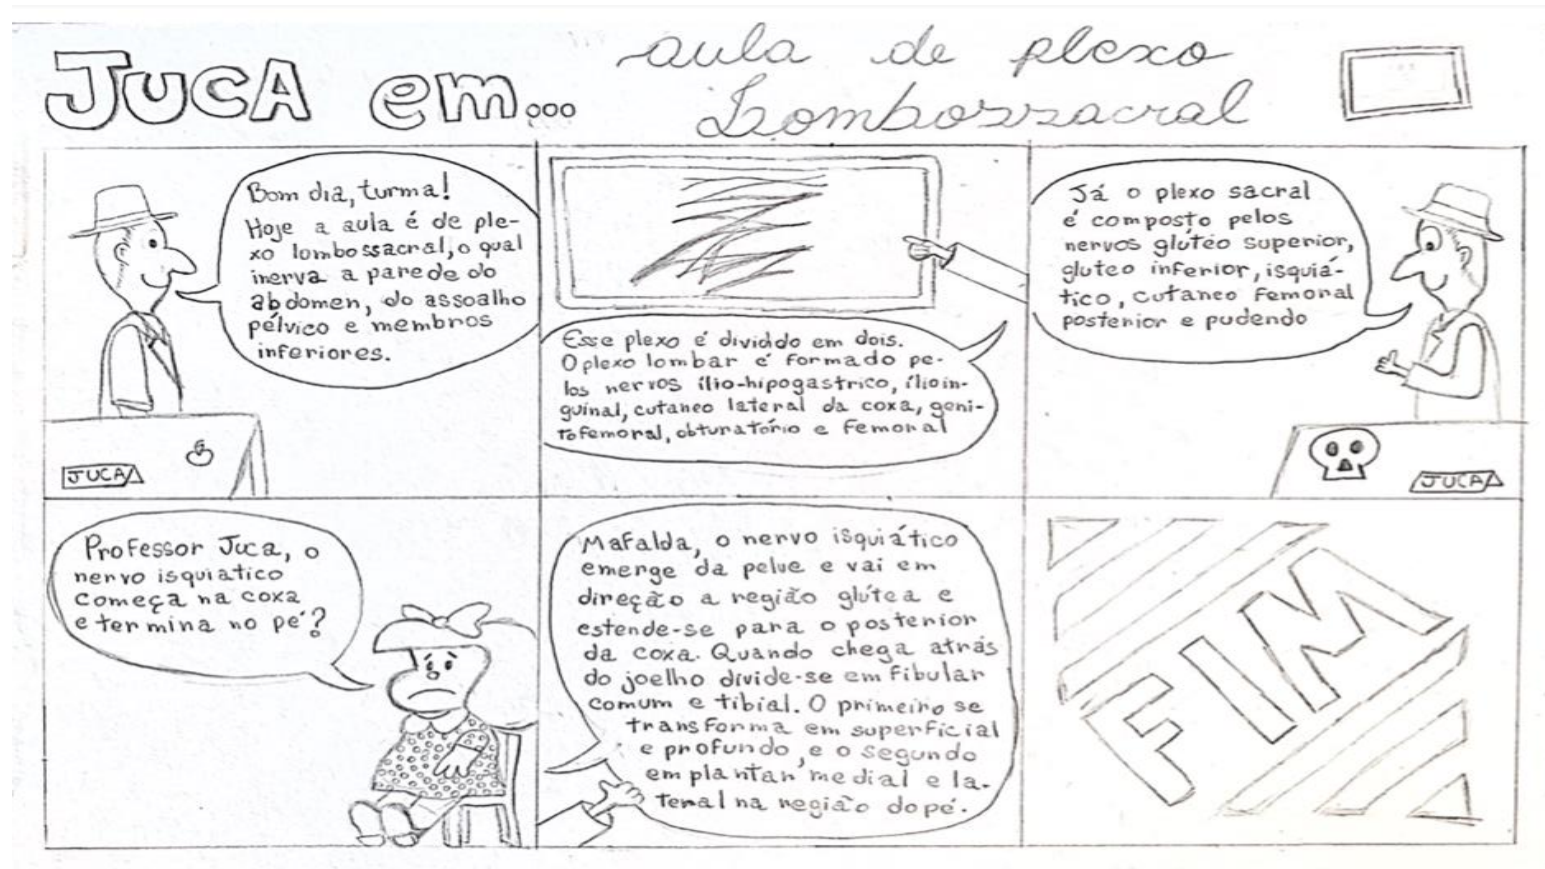 JUCA em...
aula de plexo
Lombossacral
Bom dia, turma!
Hoje a aula é de ple-
xo lombossacral, o qual
inerva a parede do
abdomen, do assoalho
pélvico e membros
inferiores.
JUCA
Esse plexo é dividido em dois.
O plexo lombar é formado pe-
los nervos ílio-hipogastrico, ílioin-
guinal, cutaneo lateral da coxa, geni-
tofemoral, obturatório e femoral
Já o plexo sacral
é composto pelos
nervos glúteo superior,
gluteo inferior, isquiá-
tico, cutaneo femoral
posterior e pudendo
JUCA
Professor Juca, o
nervo isquiatico
começa na coxa
e termina no pé?
Mafalda, o nervo isquiático
emerge da pelve e vai em
direção a região glútea e
estende-se para o posterior
da coxa. Quando chega atrás
do joelho divide-se em fibular
comum e tibial. O primeiro se
transforma em superficial
e profundo, e o segundo
em plantar medial e la-
teral na região do pé.
FIM